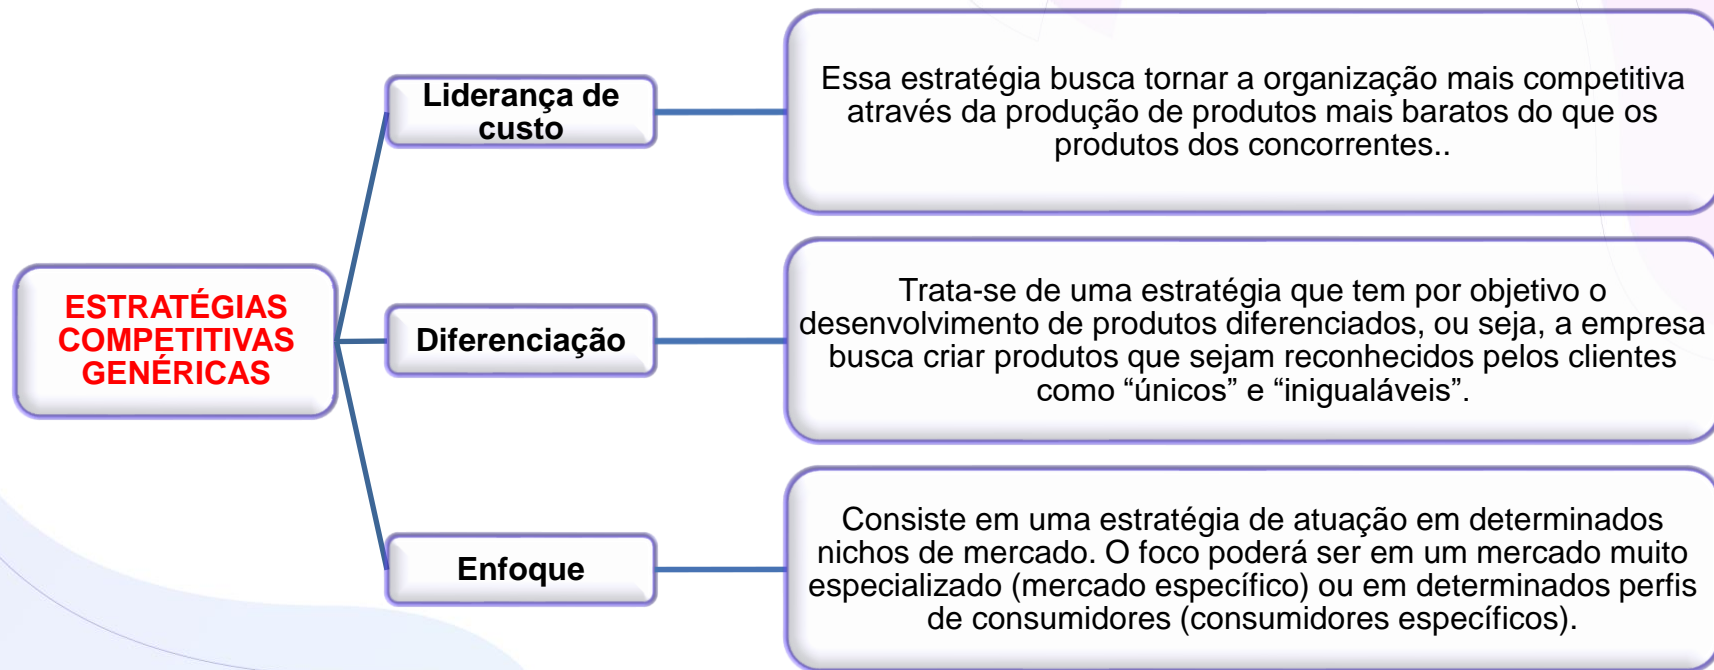 ESTRATÉGIAS
COMPETITIVAS
GENÉRICAS
Liderança de
custo
Essa estratégia busca tornar a organização mais competitiva
através da produção de produtos mais baratos do que os
produtos dos concorrentes..
Diferenciação
Trata-se de uma estratégia que tem por objetivo o
desenvolvimento de produtos diferenciados, ou seja, a empresa
busca criar produtos que sejam reconhecidos pelos clientes
como “únicos” e “inigualáveis”.
Enfoque
Consiste em uma estratégia de atuação em determinados
nichos de mercado. O foco poderá ser em um mercado muito
especializado (mercado específico) ou em determinados perfis
de consumidores (consumidores específicos).